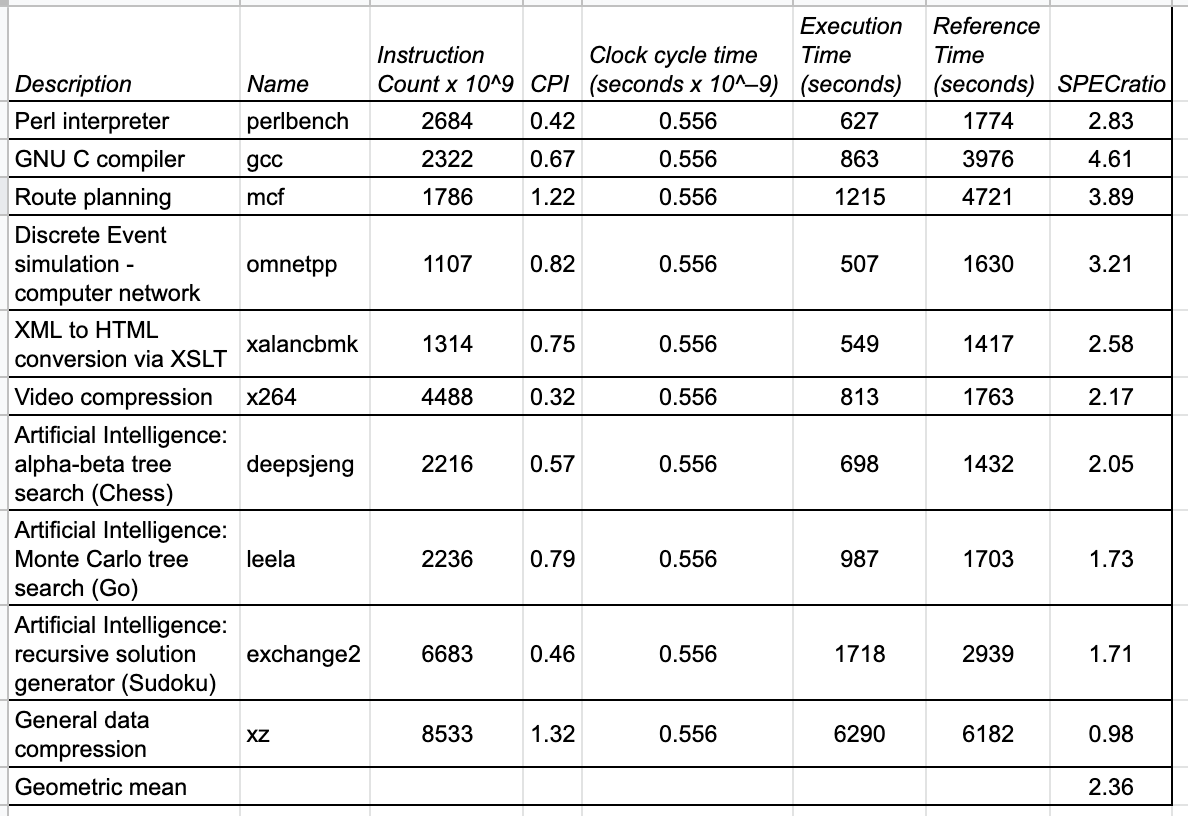 Description Name Instruction Count x 10^9 CPI Clock cycle time (seconds x 10^–9) Execution Time (seconds) Reference Time (seconds) SPECratio
Perl interpreter perlbench 2684 0.42 0.556 627 1774 2.83
GNU C compiler gcc 2322 0.67 0.556 863 3976 4.61
Route planning mcf 1786 1.22 0.556 1215 4721 3.89
Discrete Event
simulation -
computer network omnetpp 1107 0.82 0.556 507 1630 3.21
XML to HTML
conversion via XSLT xalancbmk 1314 0.75 0.556 549 1417 2.58
Video compression x264 4488 0.32 0.556 813 1763 2.17
Artificial Intelligence:
alpha-beta tree
search (Chess) deepsjeng 2216 0.57 0.556 698 1432 2.05
Artificial Intelligence:
Monte Carlo tree
search (Go) leela 2236 0.79 0.556 987 1703 1.73
Artificial Intelligence:
recursive solution
generator (Sudoku) exchange2 6683 0.46 0.556 1718 2939 1.71
General data
compression xz 8533 1.32 0.556 6290 6182 0.98
Geometric mean 2.36